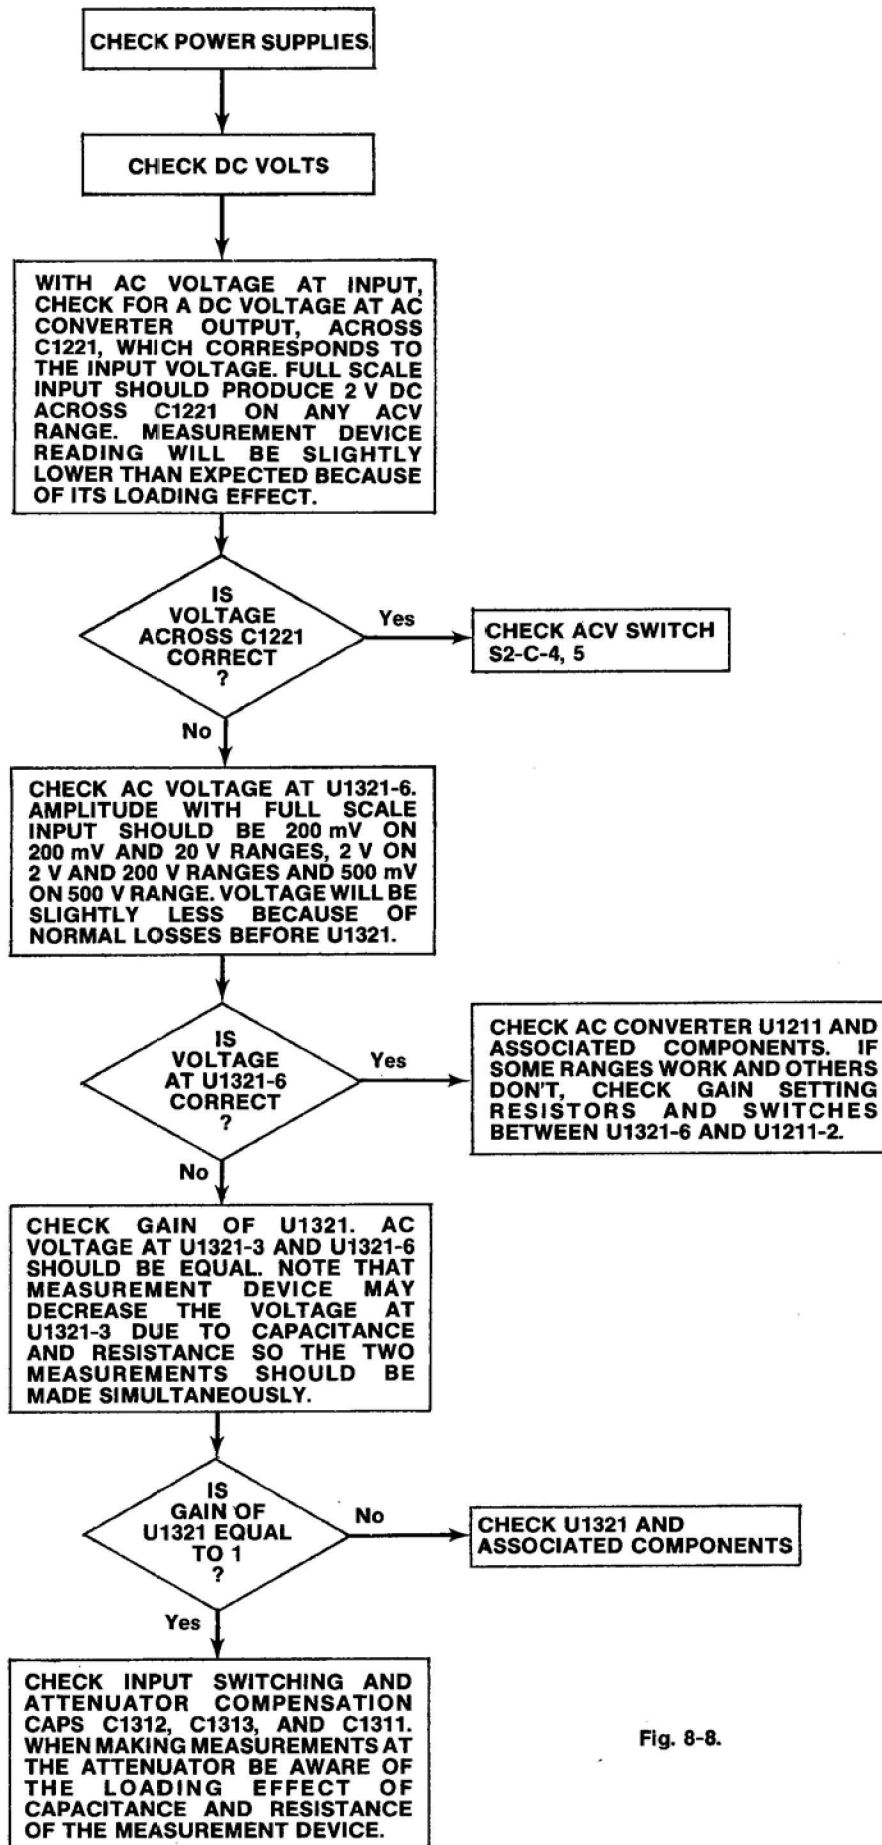 CHECK POWER SUPPLIES
CHECK DC VOLTS
WITH AC VOLTAGE AT INPUT,
CHECK FOR A DC VOLTAGE AT AC
CONVERTER OUTPUT, ACROSS
C1221, WHICH CORRESPONDS TO
THE INPUT VOLTAGE. FULL SCALE
INPUT SHOULD PRODUCE 2 V DC
ACROSS C1221 ON ANY ACV
RANGE. MEASUREMENT DEVICE
READING WILL BE SLIGHTLY
LOWER THAN EXPECTED BECAUSE
OF ITS LOADING EFFECT.
IS
VOLTAGE
ACROSS C1221
CORRECT
?
Yes
CHECK ACV SWITCH
S2-C-4, 5
No
CHECK AC VOLTAGE AT U1321-6.
AMPLITUDE WITH FULL SCALE
INPUT SHOULD BE 200 mV ON
200 mV AND 20 V RANGES, 2 V ON
2 V AND 200 V RANGES AND 500 mV
ON 500 V RANGE. VOLTAGE WILL BE
SLIGHTLY LESS BECAUSE OF
NORMAL LOSSES BEFORE U1321.
IS
VOLTAGE
AT U1321-6
CORRECT
?
Yes
CHECK AC CONVERTER U1211 AND
ASSOCIATED COMPONENTS. IF
SOME RANGES WORK AND OTHERS
DON'T, CHECK GAIN SETTING
RESISTORS AND SWITCHES
BETWEEN U1321-6 AND U1211-2.
No
CHECK GAIN OF U1321. AC
VOLTAGE AT U1321-3 AND U1321-6
SHOULD BE EQUAL. NOTE THAT
MEASUREMENT DEVICE MAY
DECREASE THE VOLTAGE AT
U1321-3 DUE TO CAPACITANCE
AND RESISTANCE SO THE TWO
MEASUREMENTS SHOULD BE
MADE SIMULTANEOUSLY.
IS
GAIN OF
U1321 EQUAL
TO 1
?
No
CHECK U1321 AND
ASSOCIATED COMPONENTS
Yes
CHECK INPUT SWITCHING AND
ATTENUATOR COMPENSATION
CAPS C1312, C1313, AND C1311.
WHEN MAKING MEASUREMENTS AT
THE ATTENUATOR BE AWARE OF
THE LOADING EFFECT OF
CAPACITANCE AND RESISTANCE
OF THE MEASUREMENT DEVICE.
Fig. 8-8.